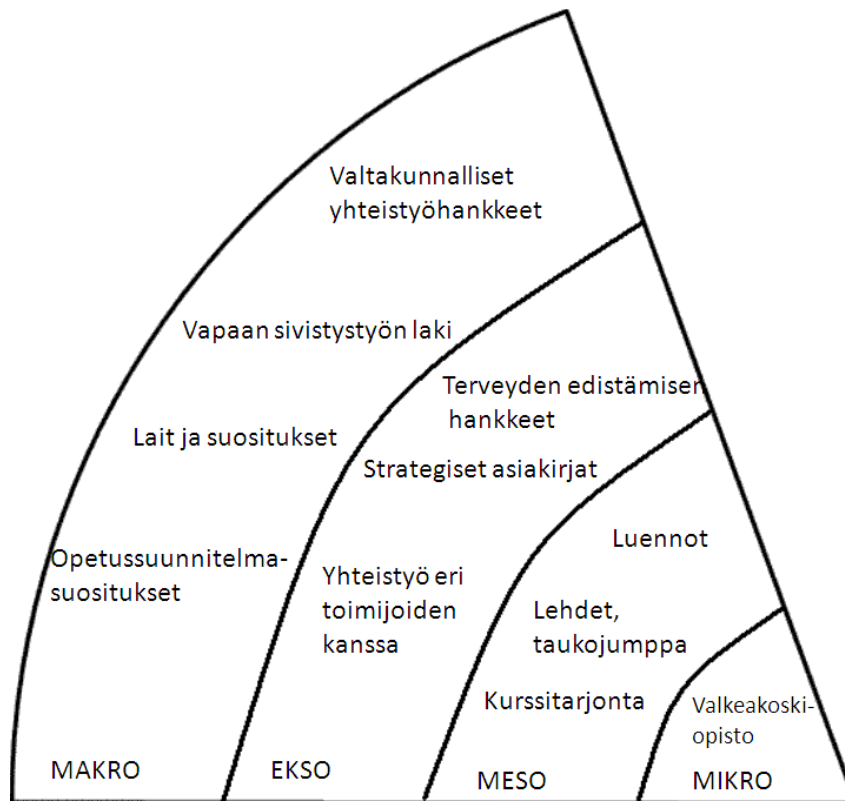 Valtakunnalliset
yhteistyöhankkeet
Vapaan sivistystyön laki
Terveyden edistämisen
hankkeet
Lait ja suositukset
Strategiset asiakirjat
Opetussuunnitelma-
suositukset
Yhteistyö eri
toimijoiden
kanssa
Luennot
Lehdet,
taukojumppa
Kurssitarjonta
Valkeakoski-
opisto
MAKRO
EKSO
MESO
MIKRO